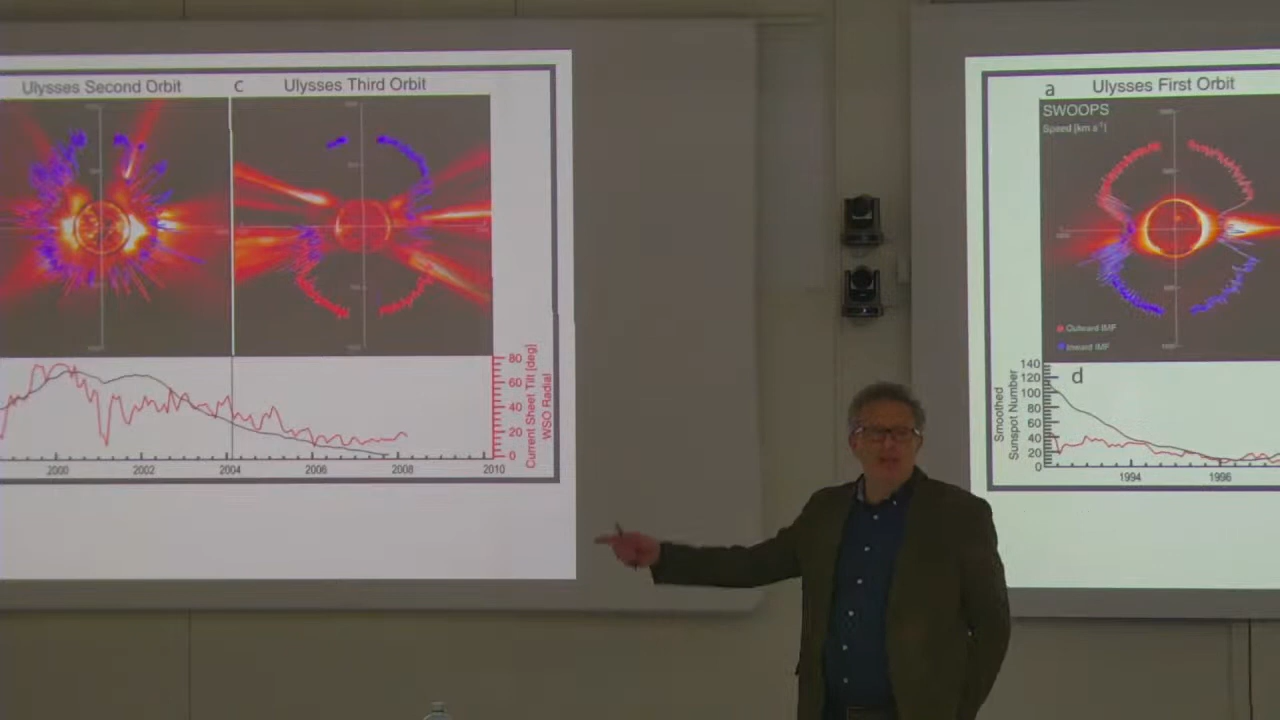 Ulysses Second Orbit
c
Ulysses Third Orbit
80
60
40
20
0
Current Sheet Tilt [deg]
WSO Radial
2000
2002
2004
2006
2008
2010
a
Ulysses First Orbit
SWOOPS
Speed [km s⁻¹]
Outward IMF
Inward IMF
d
Smoothed
Sunspot Number
140
120
100
80
60
40
20
0
1994
1996